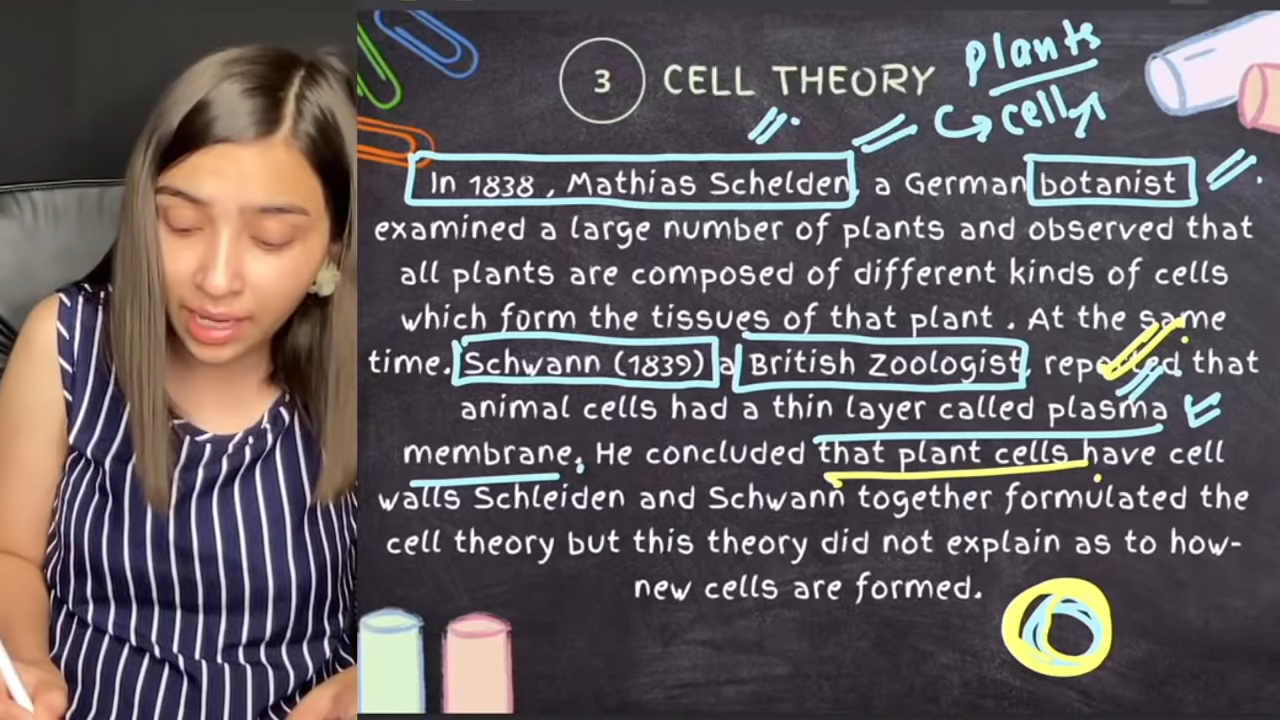 3 CELL THEORY
plants
cells
In 1838 , Mathias Schelden, a German botanist
examined a large number of plants and observed that
all plants are composed of different kinds of cells
which form the tissues of that plant . At the same
time. Schwann (1839) a British Zoologist, reported that
animal cells had a thin layer called plasma
membrane. He concluded that plant cells have cell
walls Schleiden and Schwann together formulated the
cell theory but this theory did not explain as to how-
new cells are formed.